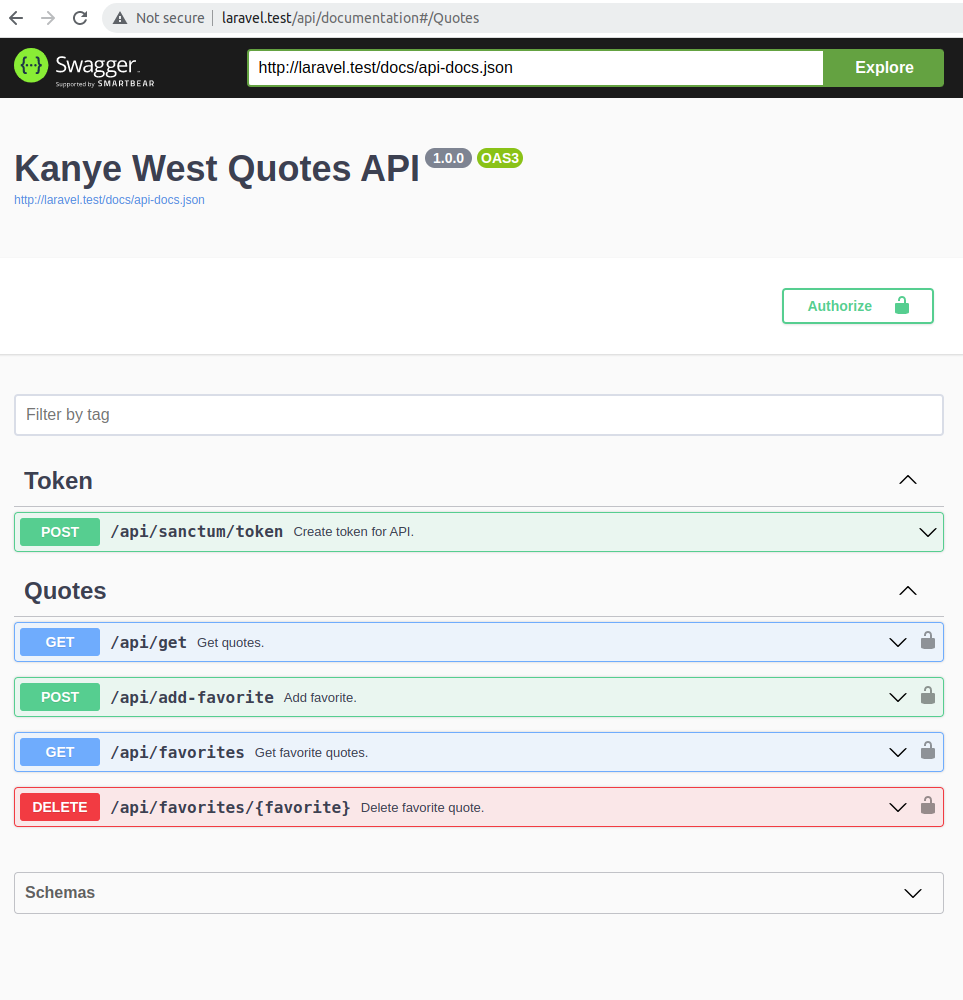 Not secure | laravel.test/api/documentation#/Quotes
{...} Swagger. http://laravel.test/docs/api-docs.json Explore
Supported by SMARTBEAR
Kanye West Quotes API 1.0.0 OAS3
http://laravel.test/docs/api-docs.json
Authorize
Filter by tag
Token
POST /api/sanctum/token Create token for API.
Quotes
GET /api/get Get quotes.
POST /api/add-favorite Add favorite.
GET /api/favorites Get favorite quotes.
DELETE /api/favorites/{favorite} Delete favorite quote.
Schemas